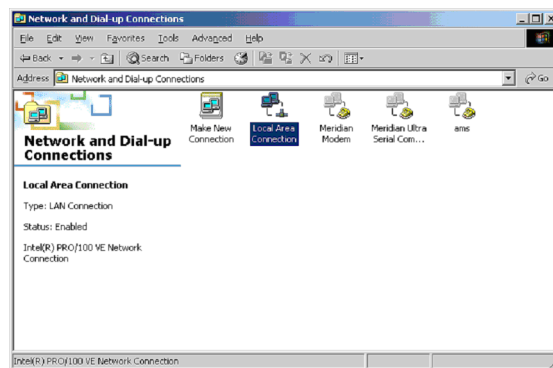 Network and Dial-up Connections
File Edit View Favorites Tools Advanced Help
Back Search Folders
Address Network and Dial-up Connections Go
Make New Connection
Local Area Connection
Meridian Modem
Meridian Ultra Serial Com...
ams
Network and Dial-up
Connections
Local Area Connection
Type: LAN Connection
Status: Enabled
Intel(R) PRO/100 VE Network
Connection
Intel(R) PRO/100 VE Network Connection